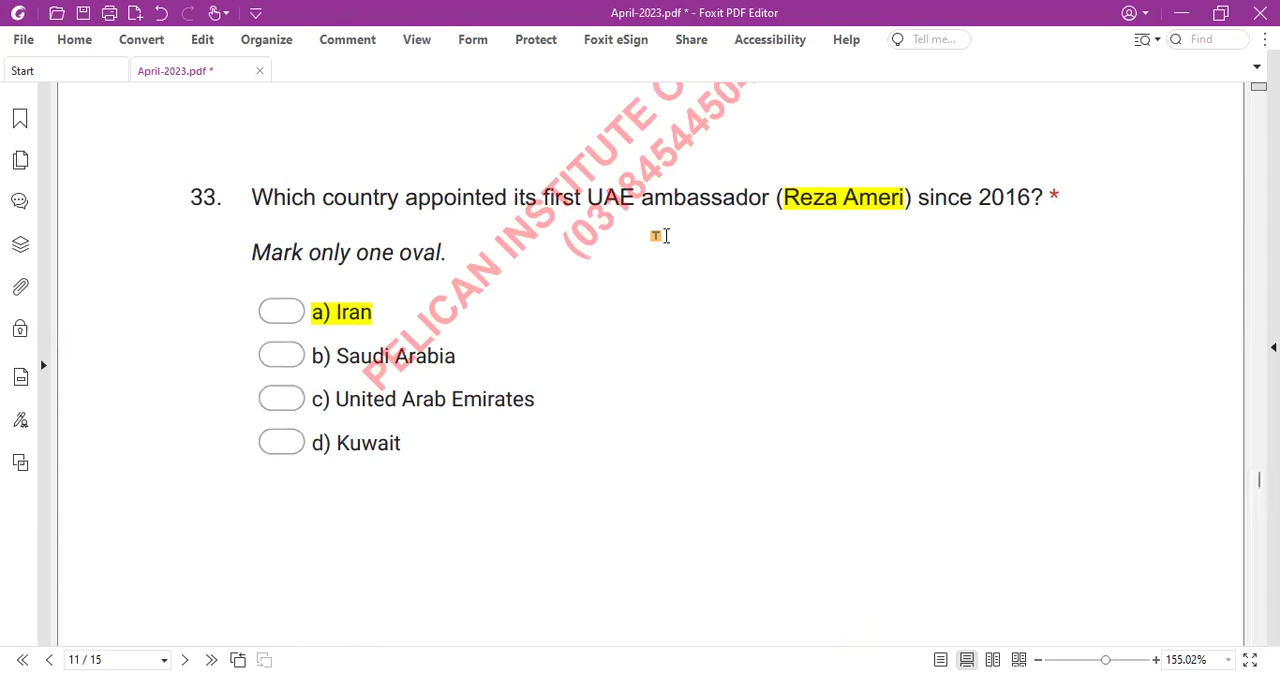 April-2023.pdf * - Foxit PDF Editor
File Home Convert Edit Organize Comment View Form Protect Foxit eSign Share Accessibility Help Tell me... Find
Start April-2023.pdf *
PELICAN INSTITUTE O
33. Which country appointed its first UAE ambassador (Reza Ameri) since 2016? *
Mark only one oval.
a) Iran
b) Saudi Arabia
c) United Arab Emirates
d) Kuwait
11 / 15 155.02%